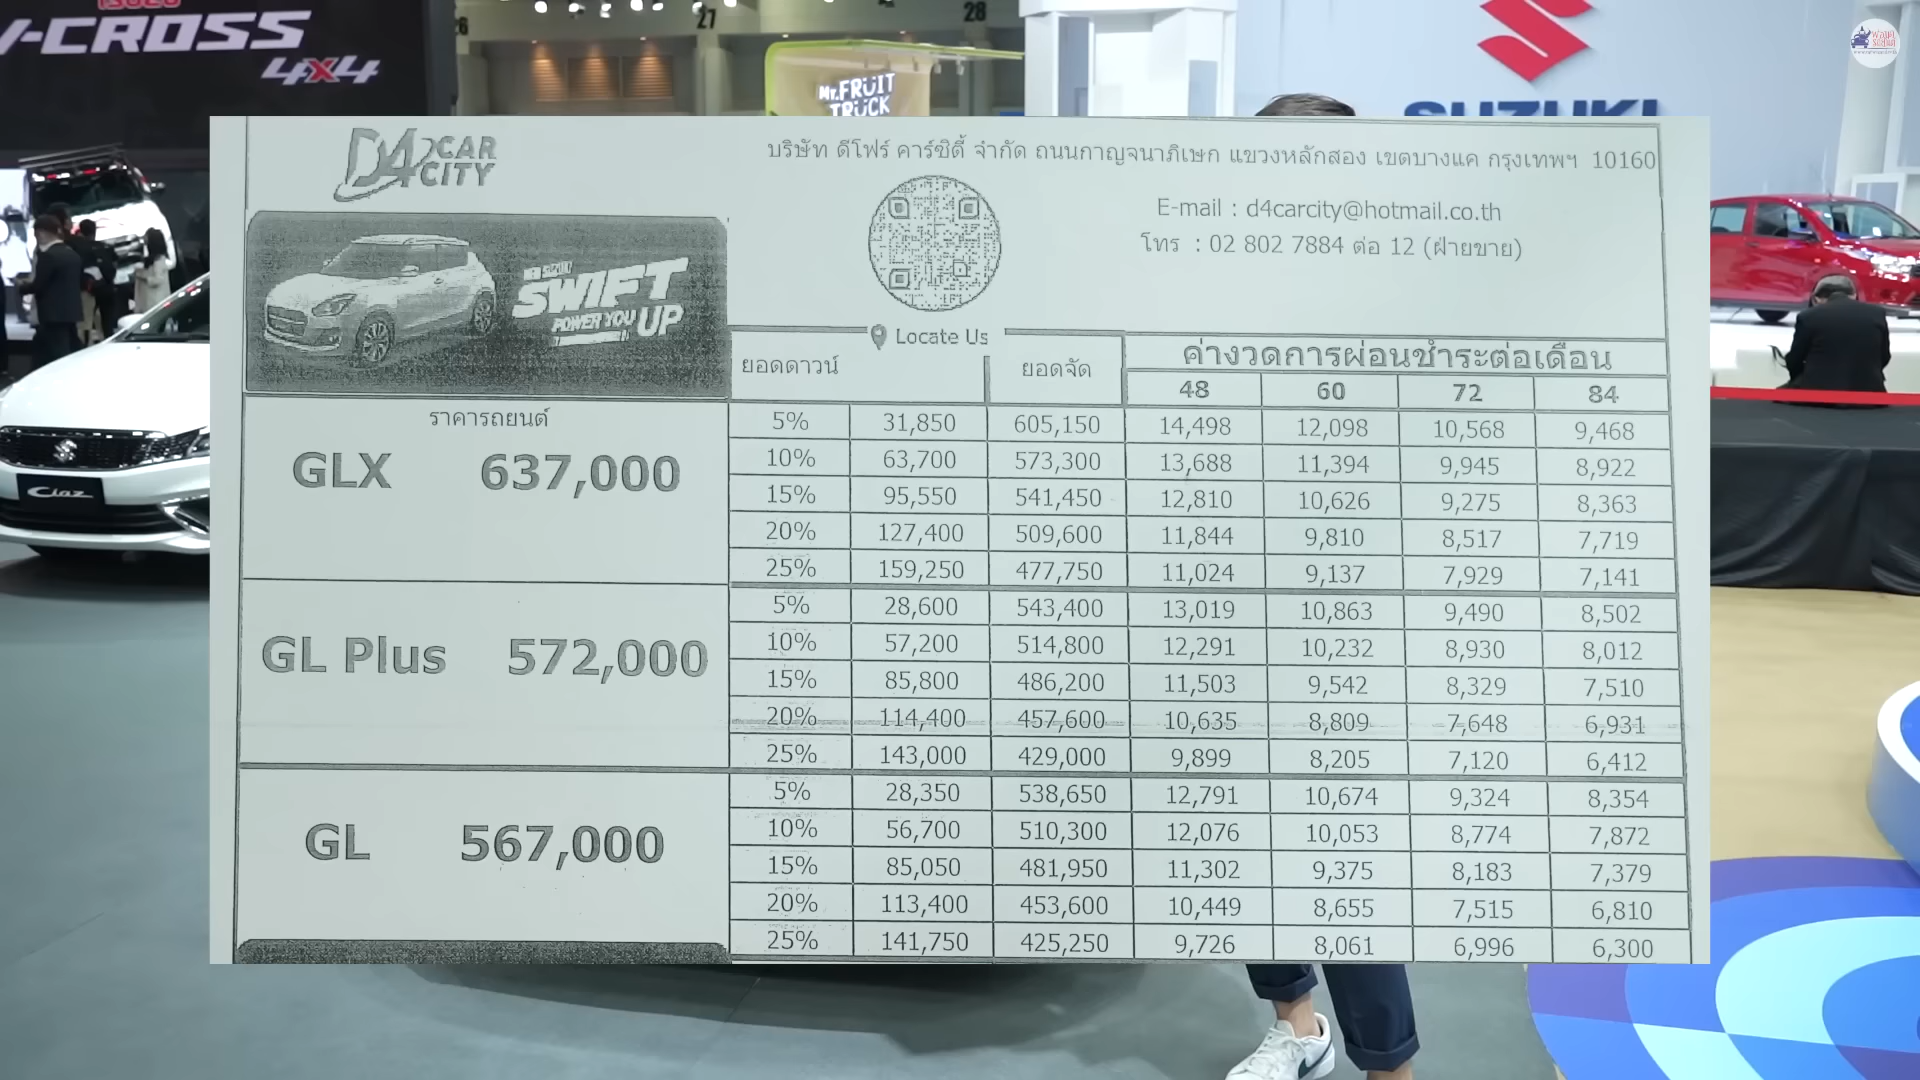 V-CROSS
4x4
27
28
Mr.FRUIT
TRUCK
SUZUKI
Ciaz
D4 CAR
CITY
บริษัท ดีโฟร์ คาร์ซิตี้ จำกัด ถนนกาญจนาภิเษก แขวงหลักสอง เขตบางแค กรุงเทพฯ 10160
E-mail : d4carcity@hotmail.co.th
โทร : 02 802 7884 ต่อ 12 (ฝ่ายขาย)
SWIFT
POWER YOU UP
Locate Us
ยอดดาวน์ ยอดจัด ค่างวดการผ่อนชำระต่อเดือน
48 60 72 84
ราคารถยนต์
GLX 637,000
5% 31,850 605,150 14,498 12,098 10,568 9,468
10% 63,700 573,300 13,688 11,394 9,945 8,922
15% 95,550 541,450 12,810 10,626 9,275 8,363
20% 127,400 509,600 11,844 9,810 8,517 7,719
25% 159,250 477,750 11,024 9,137 7,929 7,141
GL Plus 572,000
5% 28,600 543,400 13,019 10,863 9,490 8,502
10% 57,200 514,800 12,291 10,232 8,930 8,012
15% 85,800 486,200 11,503 9,542 8,329 7,510
20% 114,400 457,600 10,635 8,809 7,648 6,931
25% 143,000 429,000 9,899 8,205 7,120 6,412
GL 567,000
5% 28,350 538,650 12,791 10,674 9,324 8,354
10% 56,700 510,300 12,076 10,053 8,774 7,872
15% 85,050 481,950 11,302 9,375 8,183 7,379
20% 113,400 453,600 10,449 8,655 7,515 6,810
25% 141,750 425,250 9,726 8,061 6,996 6,300